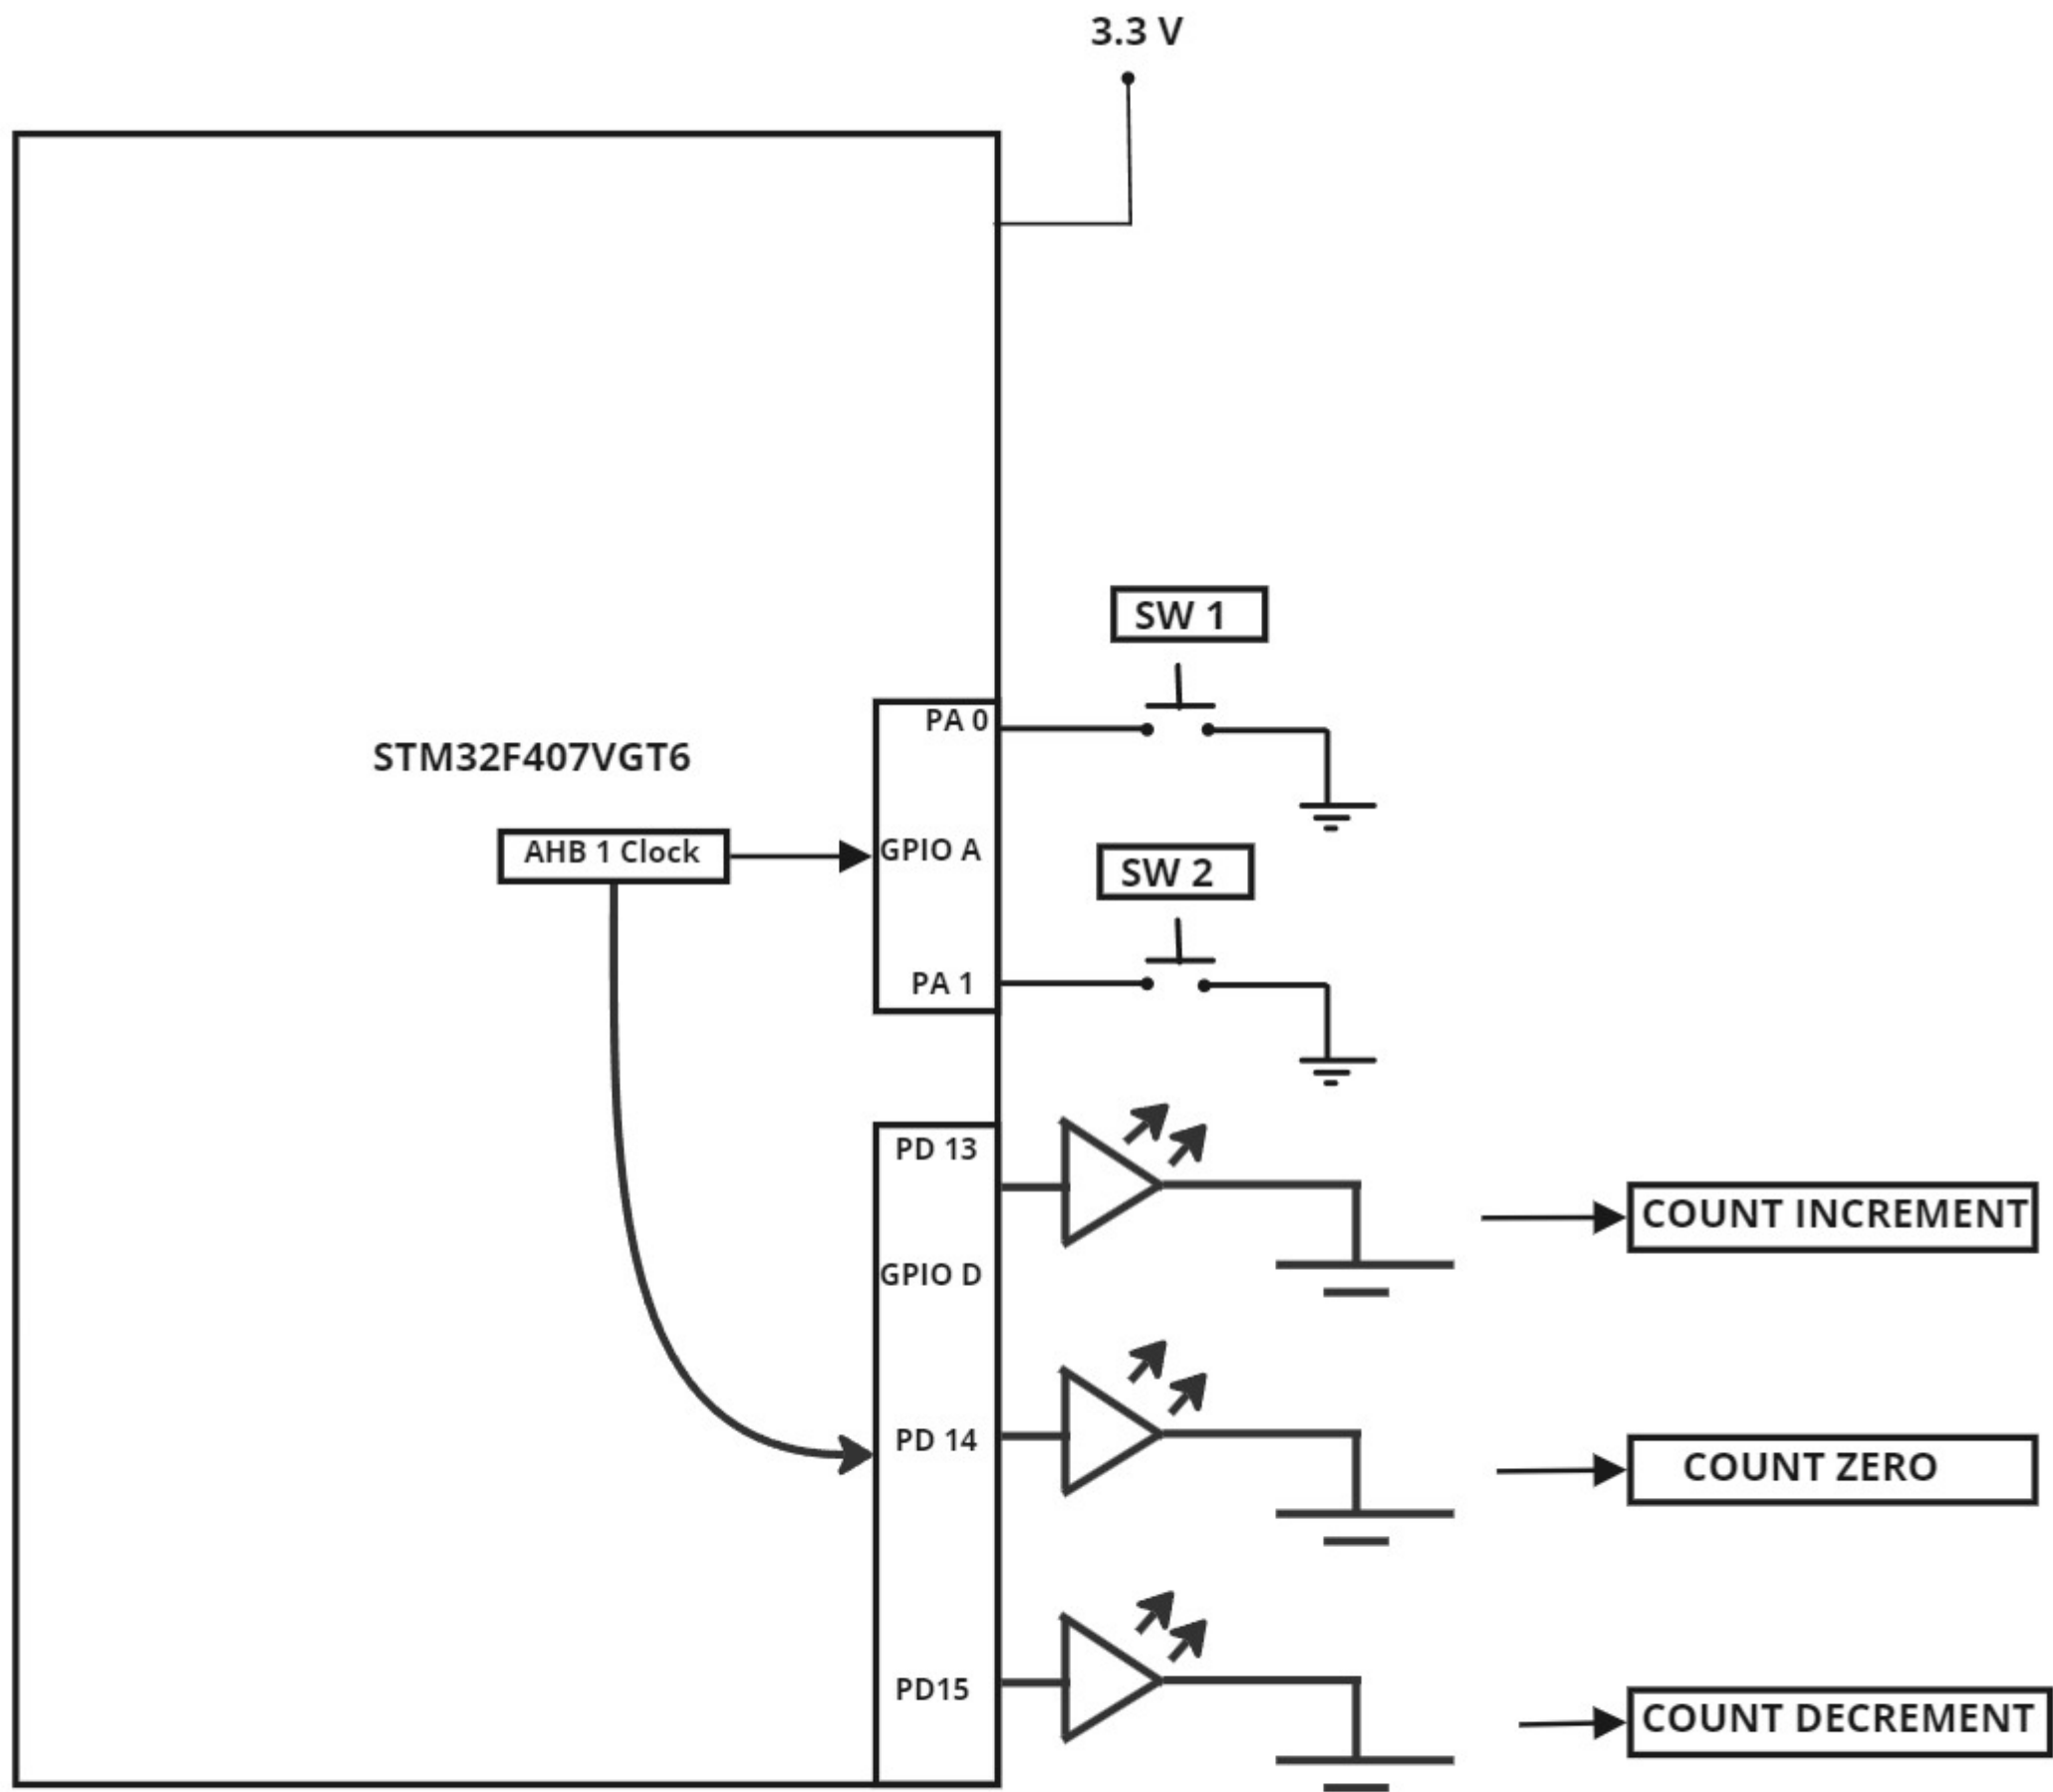 3.3 V
SW 1
PA 0
STM32F407VGT6
AHB 1 Clock
GPIO A
SW 2
PA 1
PD 13
COUNT INCREMENT
GPIO D
PD 14
COUNT ZERO
PD15
COUNT DECREMENT